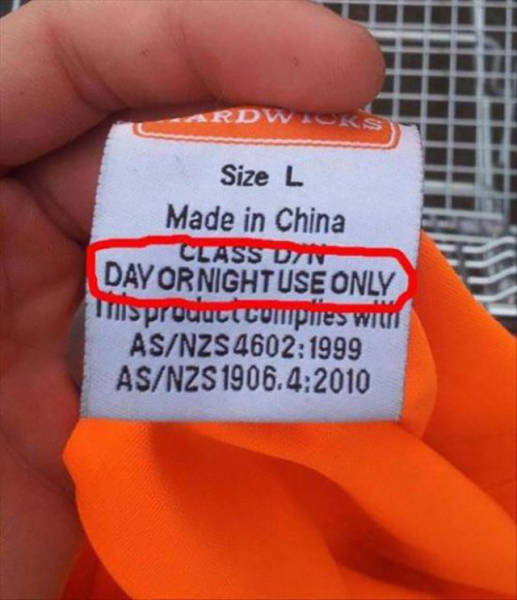 HARDWICKS
Size L
Made in China
CLASS D/N
DAY OR NIGHT USE ONLY
This product complies with
AS/NZS 4602:1999
AS/NZS 1906.4:2010